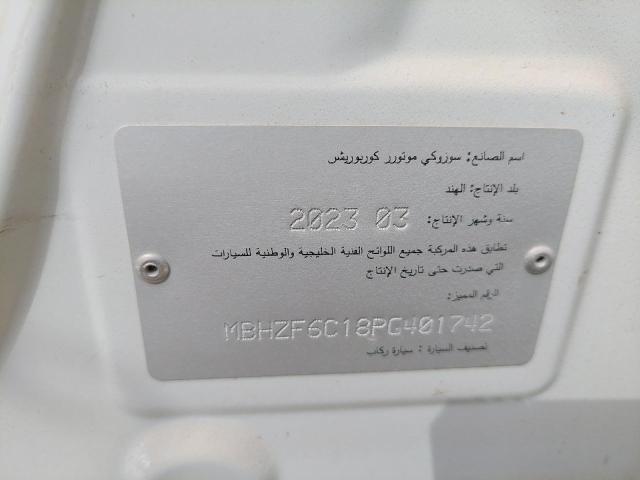 اسم الصانع: سوزوكي موتورر كوربوريشن
بلد الإنتاج: الهند
سنة وشهر الإنتاج: 2023 03
تطابق هذه المركبة جميع اللوائح الفنية الخليجية والوطنية للسيارات
التي صدرت حتى تاريخ الإنتاج
الرقم المميز:
MBHZF6C18PG401742
تصنيف السيارة : سيارة ركاب